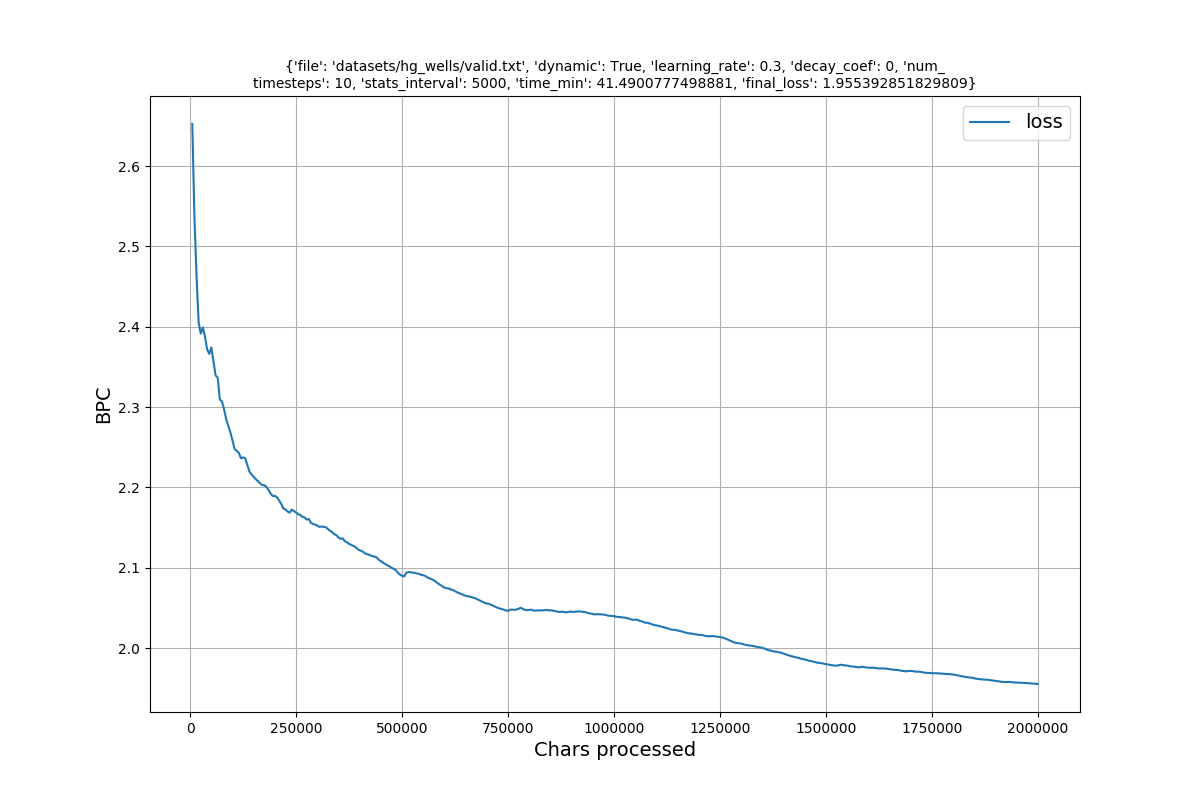 {'file': 'datasets/hg_wells/valid.txt', 'dynamic': True, 'learning_rate': 0.3, 'decay_coef': 0, 'num_
timesteps': 10, 'stats_interval': 5000, 'time_min': 41.4900777498881, 'final_loss': 1.955392851829809}
loss
2.6
2.5
2.4
2.3
2.2
2.1
2.0
BPC
0 250000 500000 750000 1000000 1250000 1500000 1750000 2000000
Chars processed